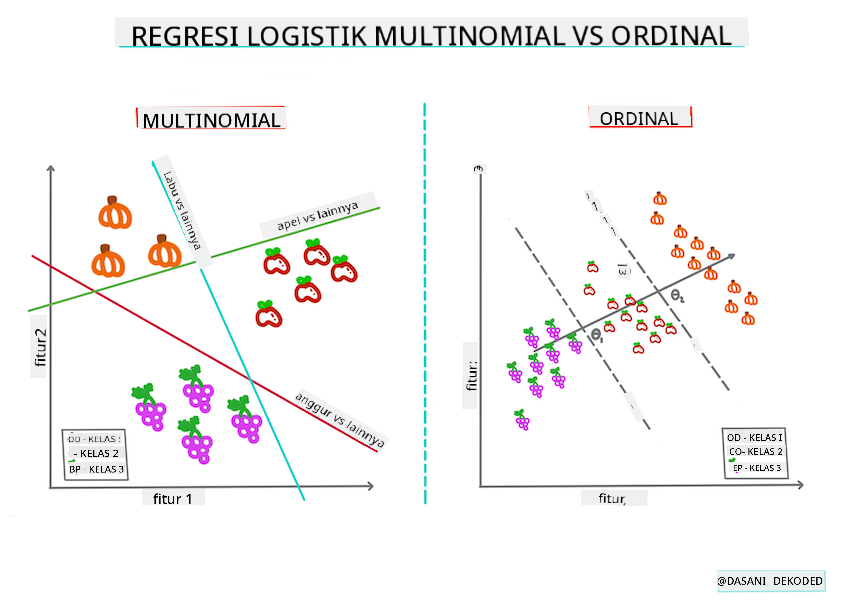 REGRESI LOGISTIK MULTINOMIAL VS ORDINAL
MULTINOMIAL
Labu vs lainnya
apel vs lainnya
anggur vs lainnya
fitur2
fitur 1
OD - KELAS :
- KELAS 2
BP - KELAS 3
ORDINAL
ω
θ₂
θ₁
fitur:
fitur,
OD - KELAS I
CO- KELAS 2
EP - KELAS 3
@DASANI DEKODED